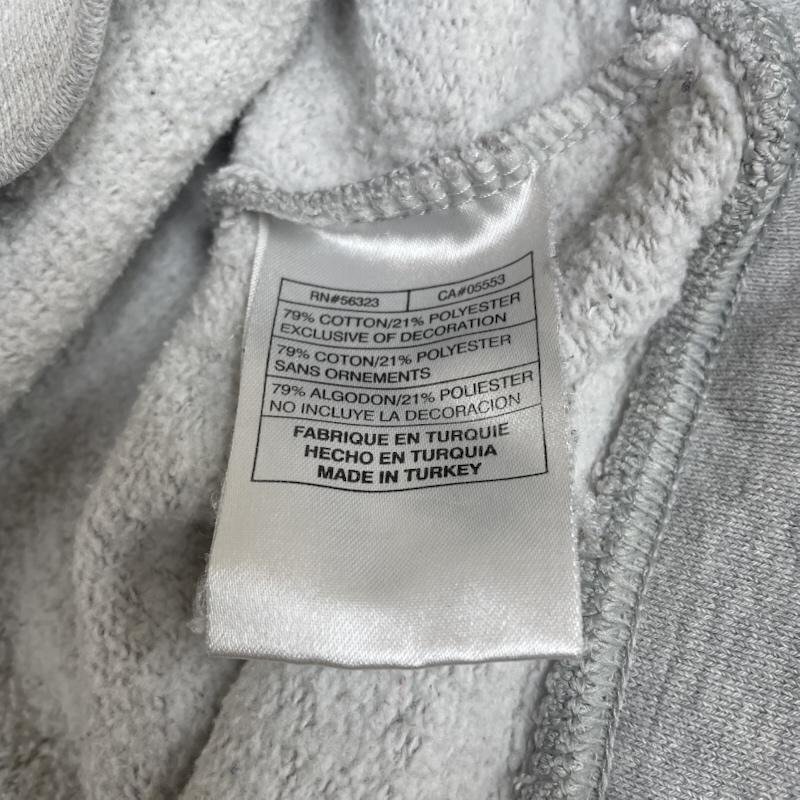 RN#56323 CA#05553
79% COTTON/21% POLYESTER
EXCLUSIVE OF DECORATION
79% COTON/21% POLYESTER
SANS ORNEMENTS
79% ALGODON/21% POLIESTER
NO INCLUYE LA DECORACION
FABRIQUE EN TURQUIE
HECHO EN TURQUIA
MADE IN TURKEY